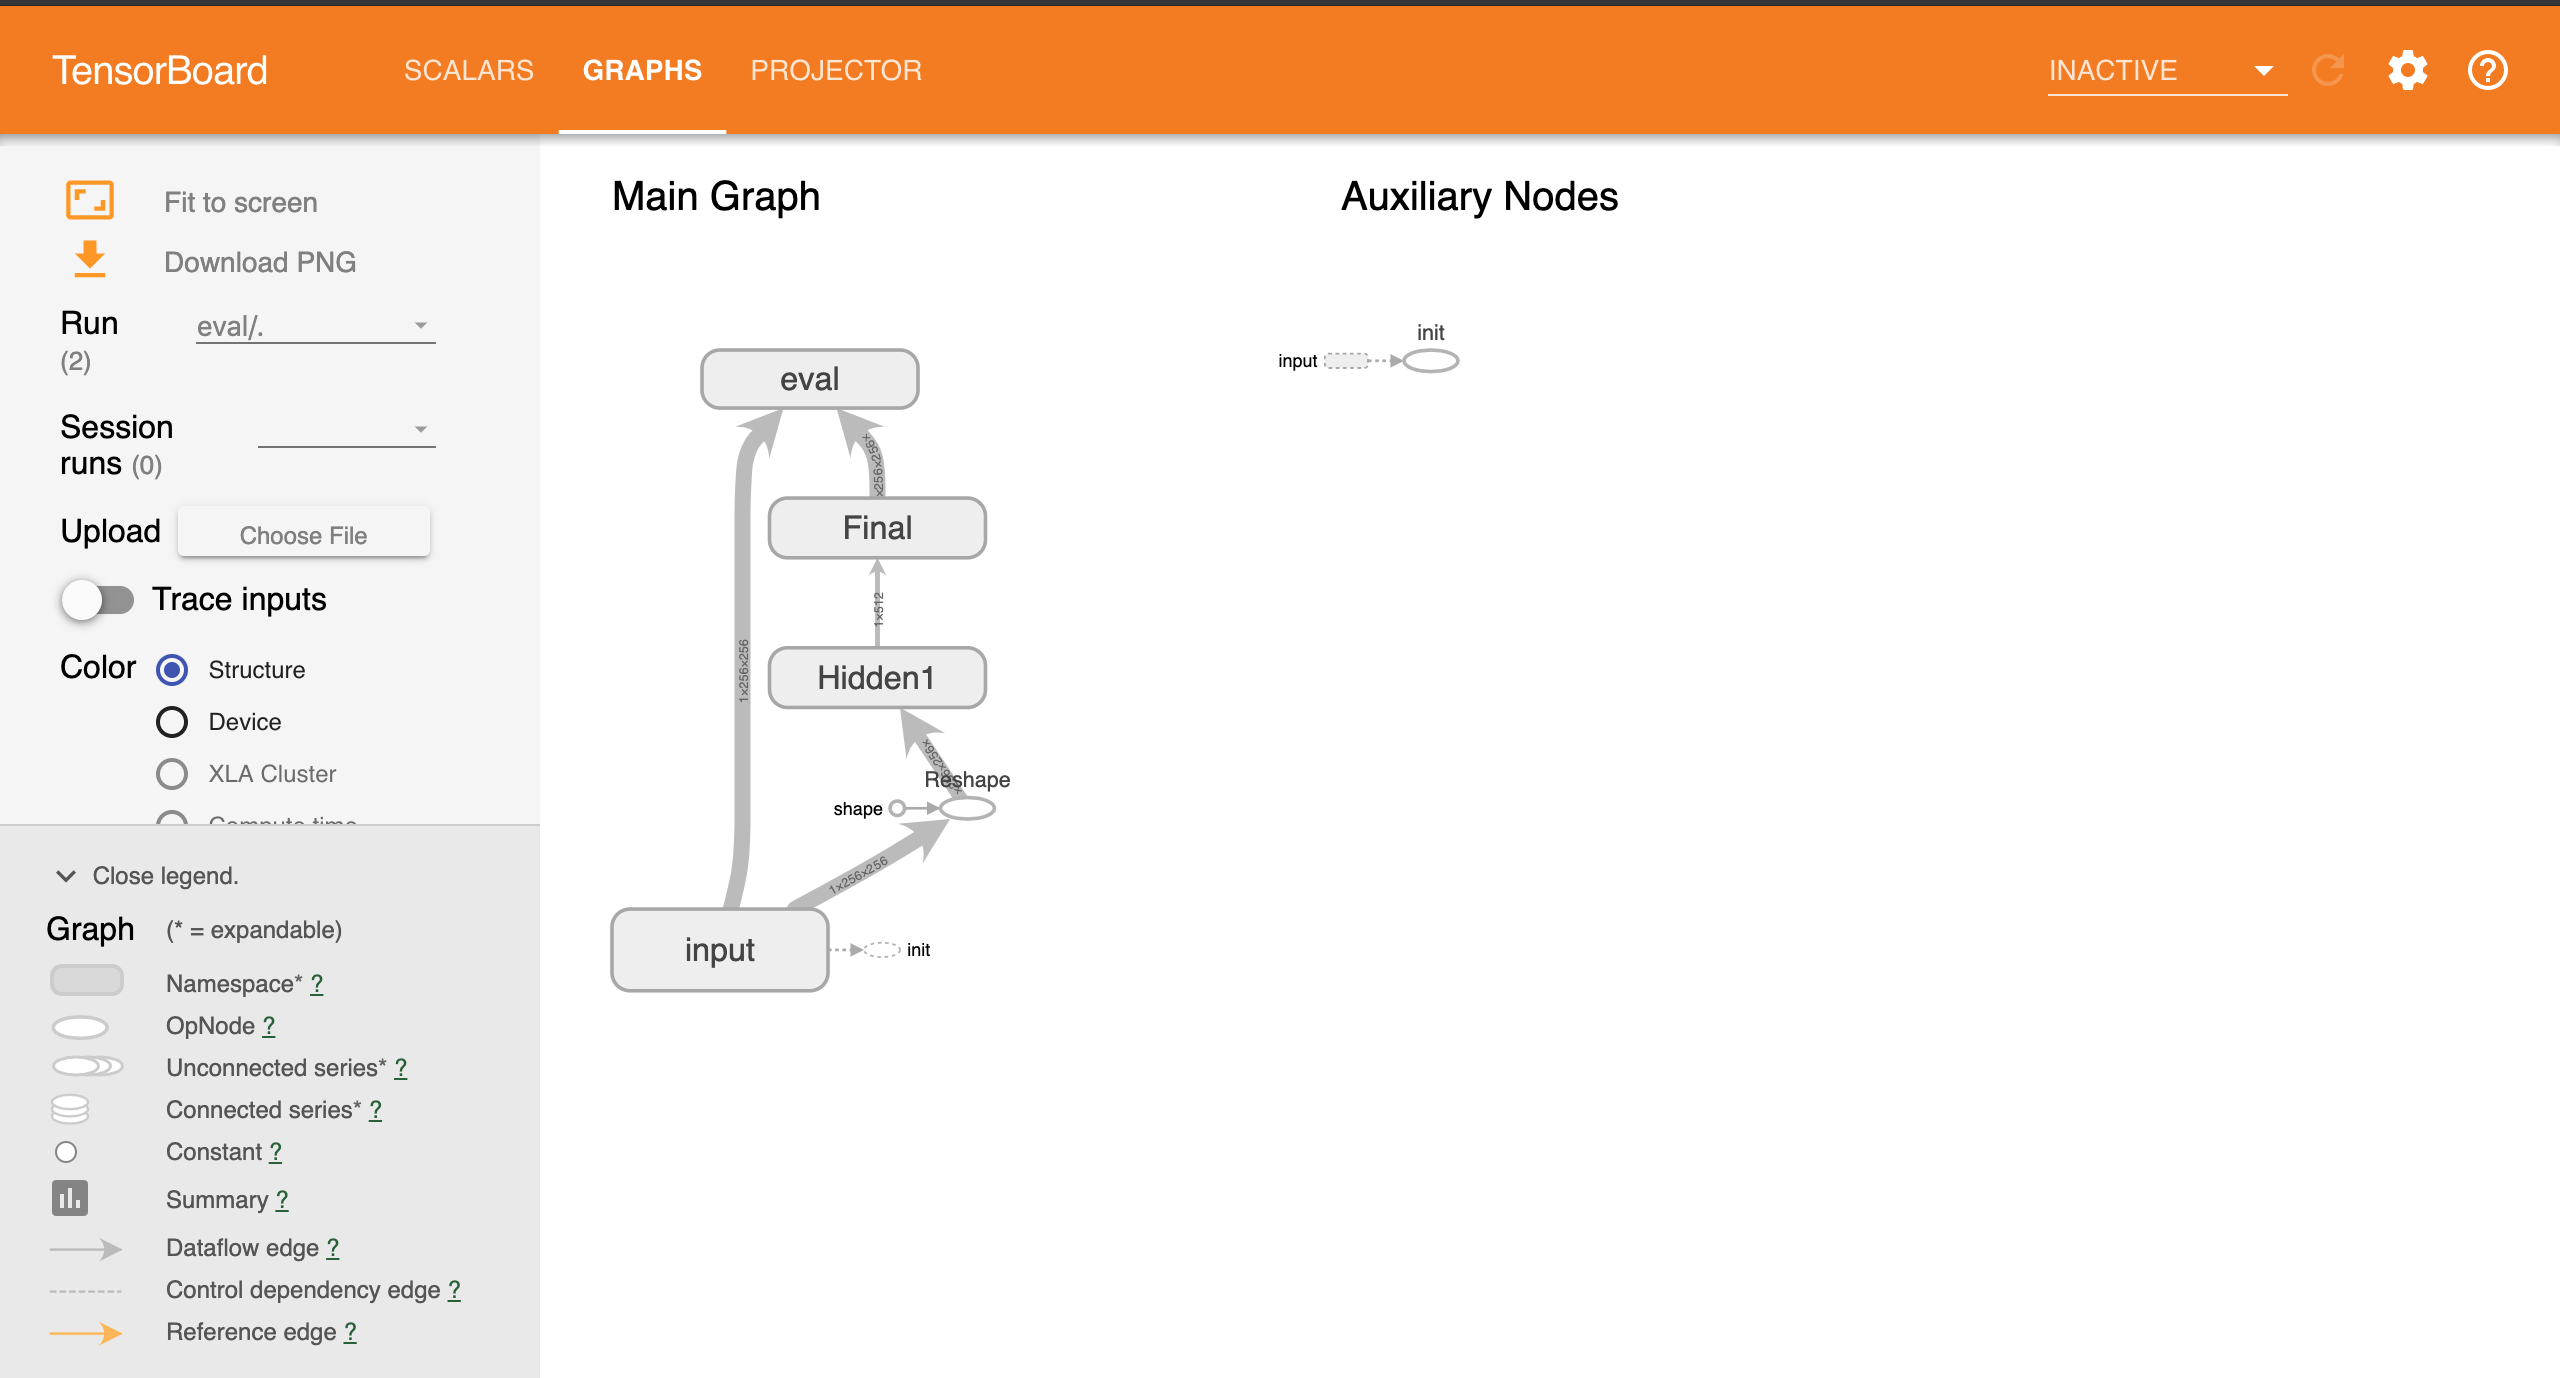 TensorBoard
SCALARS
GRAPHS
PROJECTOR
INACTIVE
Fit to screen
Download PNG
Run
(2)
eval/.
Session
runs (0)
Upload
Choose File
Trace inputs
Color
Structure
Device
XLA Cluster
Compute time
Close legend.
Graph
(* = expandable)
Namespace* ?
OpNode ?
Unconnected series* ?
Connected series* ?
Constant ?
Summary ?
Dataflow edge ?
Control dependency edge ?
Reference edge ?
Main Graph
eval
x256x256x
Final
1x512
1x256x256
Hidden1
Reshape
shape
1x256x256
input
init
Auxiliary Nodes
init
input